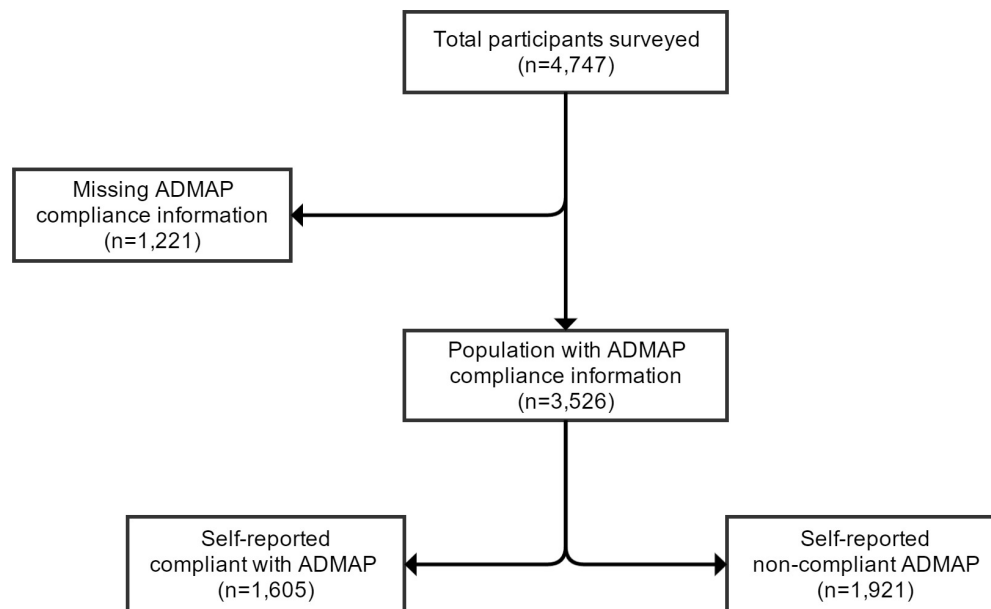 Total participants surveyed
(n=4,747)
Missing ADMAP
compliance information
(n=1,221)
Population with ADMAP
compliance information
(n=3,526)
Self-reported
compliant with ADMAP
(n=1,605)
Self-reported
non-compliant ADMAP
(n=1,921)